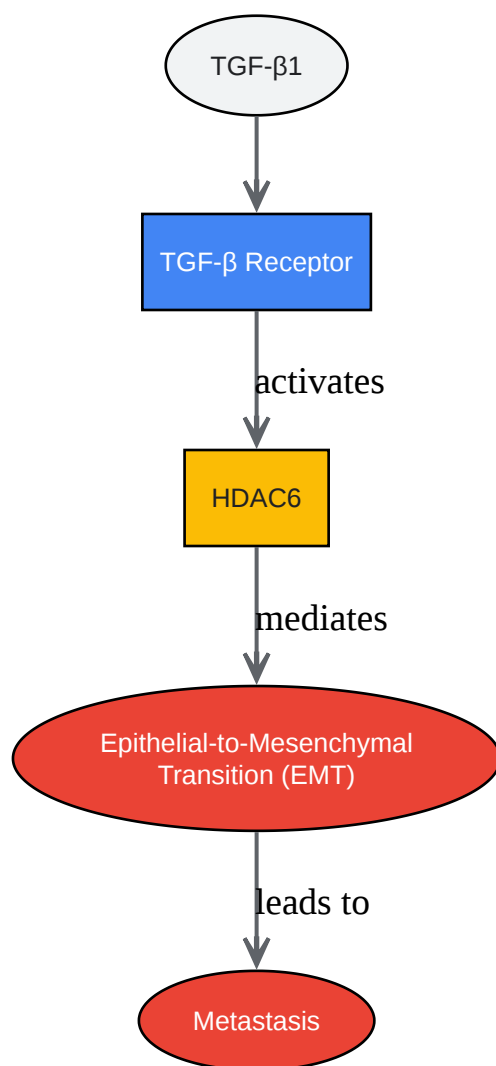 TGF-β1
TGF-β Receptor
activates
HDAC6
mediates
Epithelial-to-Mesenchymal
Transition (EMT)
leads to
Metastasis